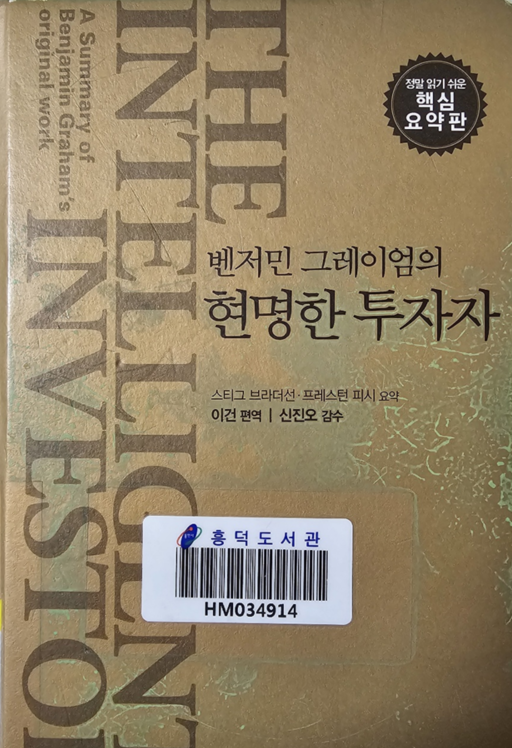 THE
INTELLIGENT
INVESTO
A Summary of
Benjamin Graham's
original work
정말 읽기 쉬운
핵심
요약판
벤저민 그레이엄의
현명한 투자자
스티그 브라더선·프레스턴 피시 요약
이건 편역 | 신진오 감수
흥덕도서관
HM034914